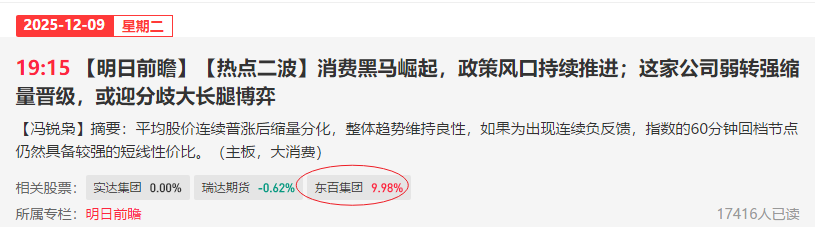 2025-12-09 星期二
19:15 【明日前瞻】【热点二波】消费黑马崛起，政策风口持续推进；这家公司弱转强缩
量晋级，或迎分歧大长腿博弈
【冯锐枭】摘要：平均股价连续普涨后缩量分化，整体趋势维持良性，如果为出现连续负反馈，指数的60分钟回档节点
仍然具备较强的短线性价比。（主板，大消费）
相关股票： 实达集团 0.00% 瑞达期货 -0.62% 东百集团 9.98%
所属专栏：明日前瞻 17416人已读